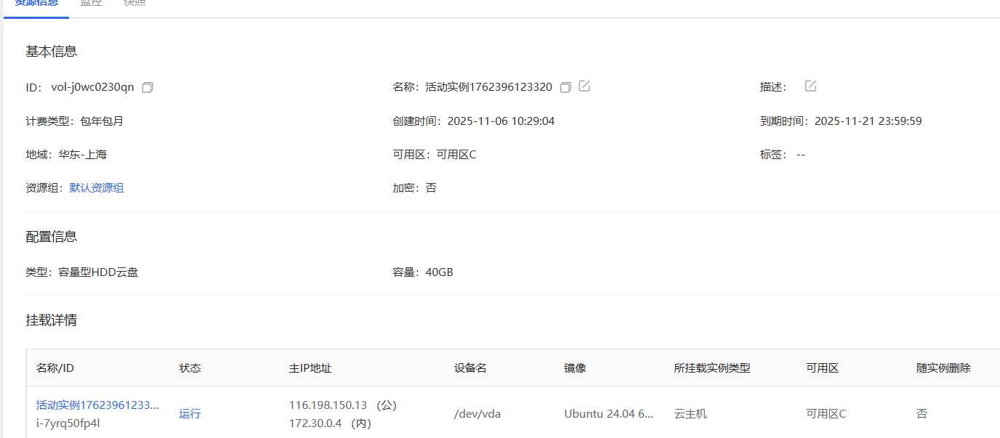 资源信息 监控 快照
基本信息
ID: vol-j0wc0230qn 名称: 活动实例1762396123320 描述:
计费类型: 包年包月 创建时间: 2025-11-06 10:29:04 到期时间: 2025-11-21 23:59:59
地域: 华东-上海 可用区: 可用区C 标签: --
资源组: 默认资源组 加密: 否
配置信息
类型: 容量型HDD云盘 容量: 40GB
挂载详情
名称/ID 状态 主IP地址 设备名 镜像 所挂载实例类型 可用区 随实例删除
活动实例17623961233... 运行 116.198.150.13 (公) /dev/vda Ubuntu 24.04 6... 云主机 可用区C 否
i-7yrq50fp4l 172.30.0.4 (内)